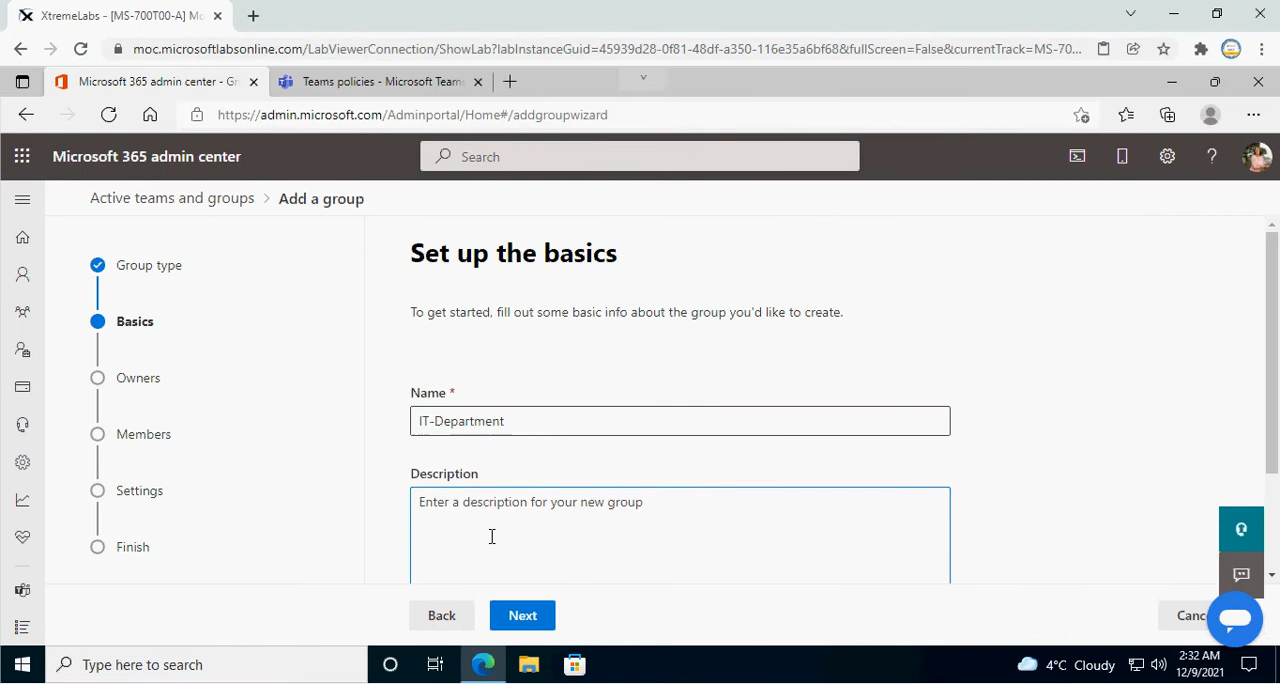 XtremeLabs - [MS-700T00-A] Mo
moc.microsoftlabsonline.com/LabViewerConnection/ShowLab?labInstanceGuid=45939d28-0f81-48df-a350-116e35a6bf68&fullScreen=False&currentTrack=MS-70...
Microsoft 365 admin center - Gr
Teams policies - Microsoft Teams
https://admin.microsoft.com/Adminportal/Home#/addgroupwizard
Microsoft 365 admin center
Search
Active teams and groups > Add a group
Group type
Basics
Owners
Members
Settings
Finish
Set up the basics
To get started, fill out some basic info about the group you'd like to create.
Name *
IT-Department
Description
Enter a description for your new group
Back
Next
Canc
Type here to search
4°C Cloudy
2:32 AM
12/9/2021